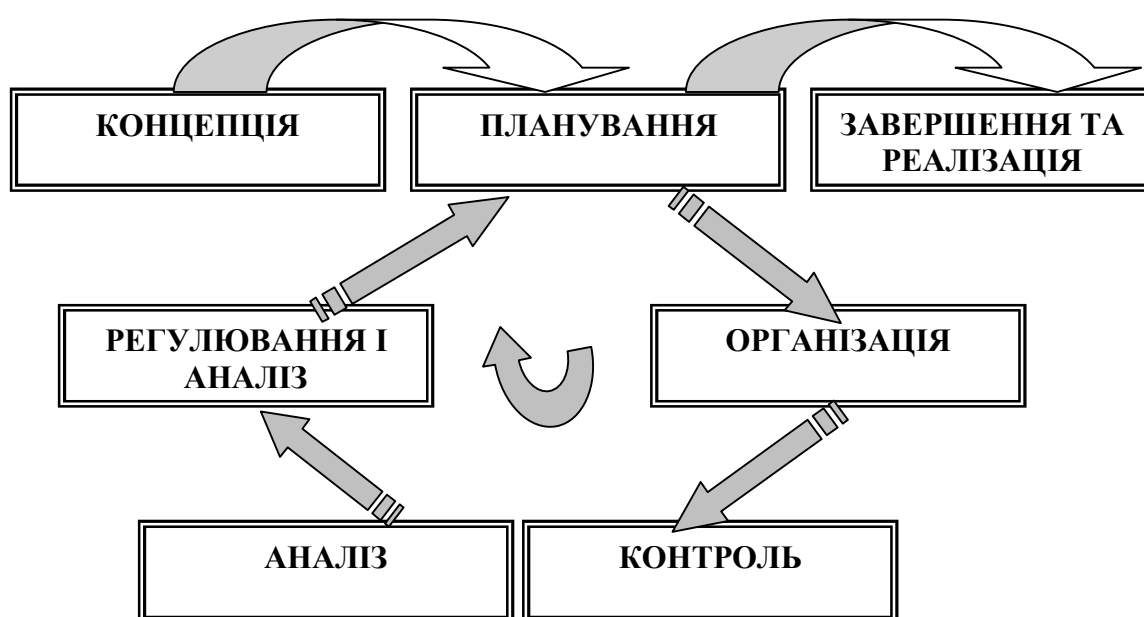 КОНЦЕПЦІЯ
ПЛАНУВАННЯ
ЗАВЕРШЕННЯ ТА
РЕАЛІЗАЦІЯ
РЕГУЛЮВАННЯ І
АНАЛІЗ
ОРГАНІЗАЦІЯ
АНАЛІЗ
КОНТРОЛЬ